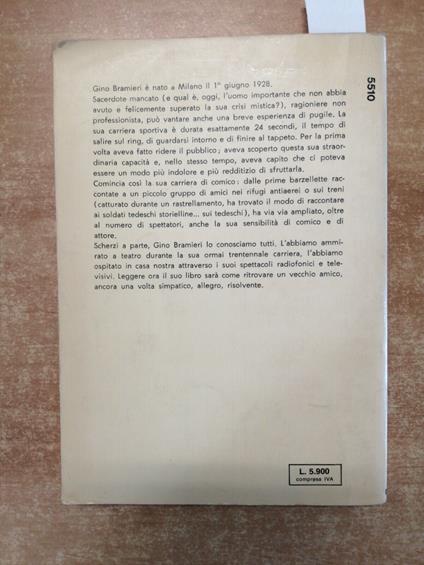 5510
Gino Bramieri è nato a Milano il 1° giugno 1928.
Sacerdote mancato (e qual è, oggi, l'uomo importante che non abbia
avuto e felicemente superato la sua crisi mistica?), ragioniere non
professionista, può vantare anche una breve esperienza di pugile. La
sua carriera sportiva è durata esattamente 24 secondi, il tempo di
salire sul ring, di guardarsi intorno e di finire al tappeto. Per la prima
volta aveva fatto ridere il pubblico; aveva scoperto questa sua straor-
dinaria capacità e, nello stesso tempo, aveva capito che ci poteva
essere un modo più indolore e più redditizio di sfruttarla.
Comincia così la sua carriera di comico: dalle prime barzellette rac-
contate a un piccolo gruppo di amici nei rifugi antiaerei o sui treni
(catturato durante un rastrellamento, ha trovato il modo di raccontare
ai soldati tedeschi storielline... sui tedeschi), ha via via ampliato, oltre
al numero di spettatori, anche la sua sensibilità di comico e di
attore.
Scherzi a parte, Gino Bramieri lo conosciamo tutti. L'abbiamo ammi-
rato a teatro durante la sua ormai trentennale carriera, l'abbiamo
ospitato in casa nostra attraverso i suoi spettacoli radiofonici e tele-
visivi. Leggere ora il suo libro sarà come ritrovare un vecchio amico,
ancora una volta simpatico, allegro, risolvente.
L. 5.900
compresa IVA